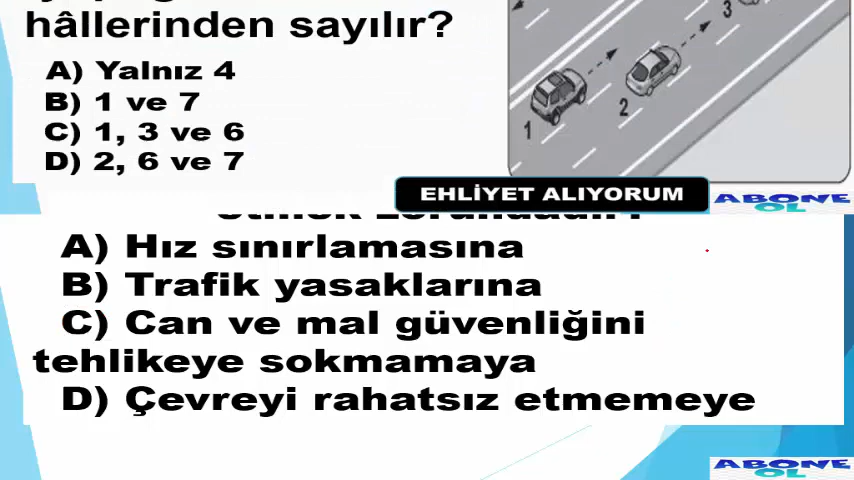 hâllerinden sayılır?
A) Yalnız 4
B) 1 ve 7
C) 1, 3 ve 6
D) 2, 6 ve 7
1
2
3
EHLİYET ALIYORUM
ABONE
OL
A) Hız sınırlamasına
B) Trafik yasaklarına
C) Can ve mal güvenliğini
tehlikeye sokmamaya
D) Çevreyi rahatsız etmemeye
ABONE
OL